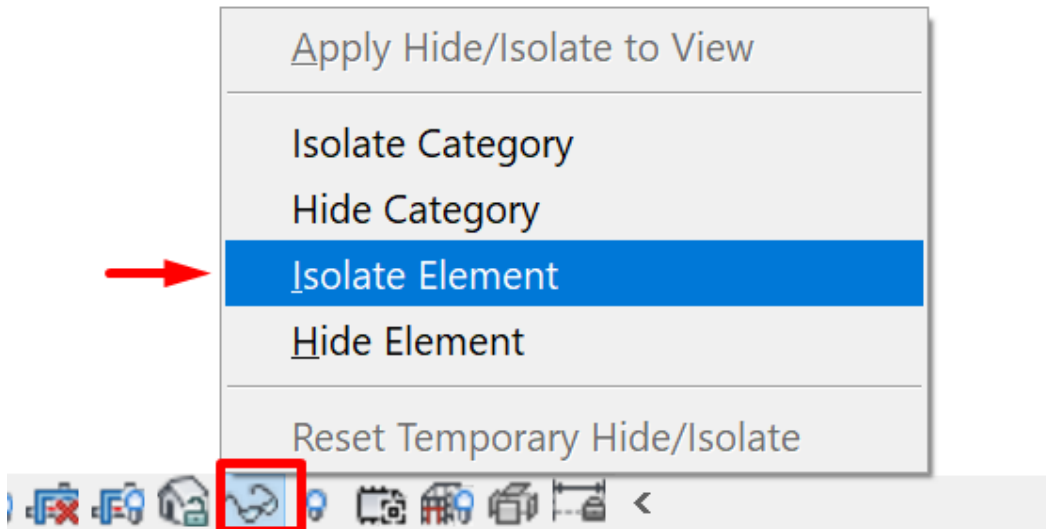 Apply Hide/Isolate to View
Isolate Category
Hide Category
Isolate Element
Hide Element
Reset Temporary Hide/Isolate